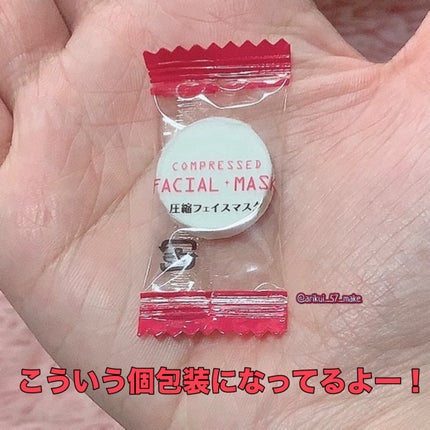 COMPRESSED
FACIAL+MASK
圧縮フェイスマスク
@arikui_57_make
こういう個包装になってるよー！